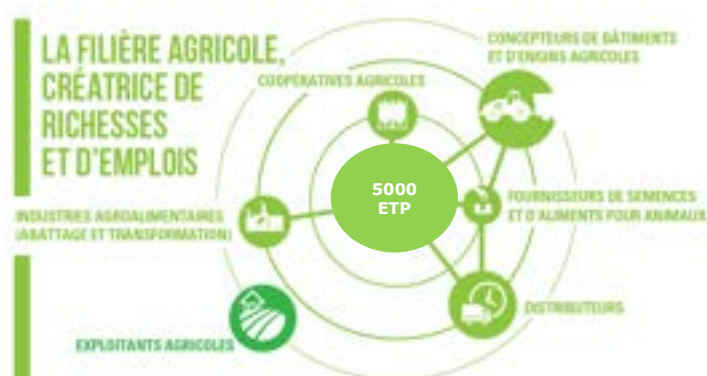 LA FILIÈRE AGRICOLE,
CRÉATRICE DE
RICHESSES
ET D'EMPLOIS
CONCEPTEURS DE BÂTIMENTS
ET D'ENGINS AGRICOLES
COOPÉRATIVES AGRICOLES
5000
ETP
FOURNISSEURS DE SEMENCES
ET D'ALIMENTS POUR ANIMAUX
INDUSTRIES AGROALIMENTAIRES
(ABATTAGE ET TRANSFORMATION)
DISTRIBUTEURS
EXPLOITANTS AGRICOLES